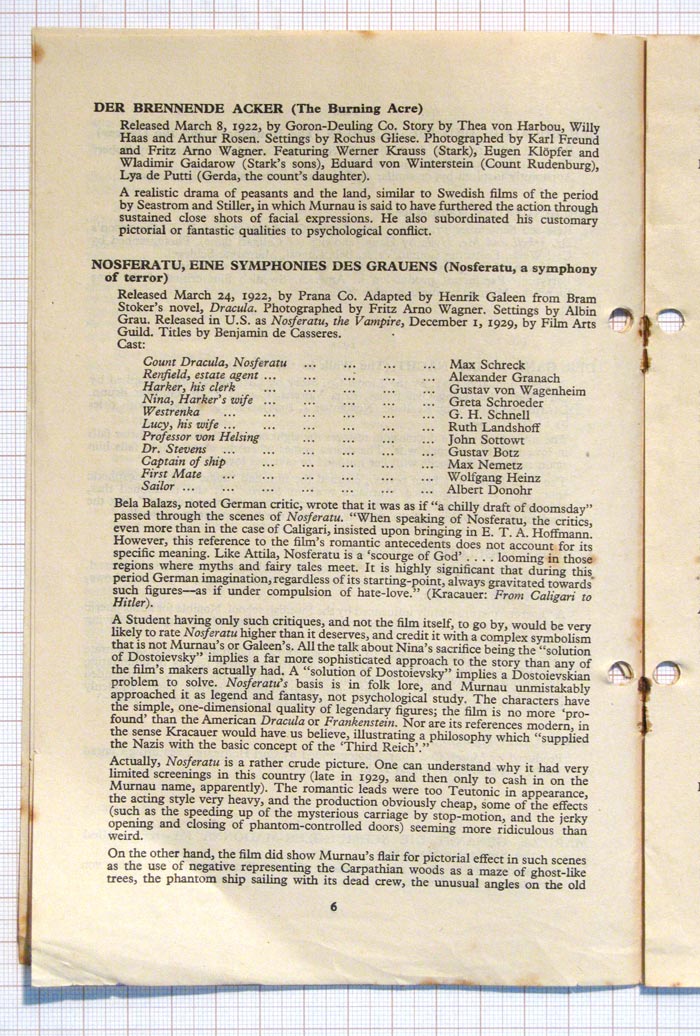 DER BRENNENDE ACKER (The Burning Acre)
Released March 8, 1922, by Goron-Deuling Co. Story by Thea von Harbou, Willy
Haas and Arthur Rosen. Settings by Rochus Gliese. Photographed by Karl Freund
and Fritz Arno Wagner. Featuring Werner Krauss (Stark), Eugen Klöpfer and
Wladimir Gaidarow (Stark's sons), Eduard von Winterstein (Count Rudenburg),
Lya de Putti (Gerda, the count's daughter).
A realistic drama of peasants and the land, similar to Swedish films of the period
by Seastrom and Stiller, in which Murnau is said to have furthered the action through
sustained close shots of facial expressions. He also subordinated his customary
pictorial or fantastic qualities to psychological conflict.
NOSFERATU, EINE SYMPHONIES DES GRAUENS (Nosferatu, a symphony
of terror)
Released March 24, 1922, by Prana Co. Adapted by Henrik Galeen from Bram
Stoker's novel, Dracula. Photographed by Fritz Arno Wagner. Settings by Albin
Grau. Released in U.S. as Nosferatu, the Vampire, December 1, 1929, by Film Arts
Guild. Titles by Benjamin de Casseres.
Cast:
Count Dracula, Nosferatu ... ... ... ... Max Schreck
Renfield, estate agent ... ... ... ... ... Alexander Granach
Harker, his clerk ... ... ... ... ... Gustav von Wagenheim
Nina, Harker's wife ... ... ... ... ... Greta Schroeder
Westrenka ... ... ... ... ... ... G. H. Schnell
Lucy, his wife ... ... ... ... ... ... Ruth Landshoff
Professor von Helsing ... ... ... ... John Sottowt
Dr. Stevens ... ... ... ... ... Gustav Botz
Captain of ship ... ... ... ... ... Max Nemetz
First Mate ... ... ... ... ... ... Wolfgang Heinz
Sailor ... ... ... ... ... ... ... Albert Donohr
Bela Balazs, noted German critic, wrote that it was as if "a chilly draft of doomsday"
passed through the scenes of Nosferatu. "When speaking of Nosferatu, the critics,
even more than in the case of Caligari, insisted upon bringing in E. T. A. Hoffmann.
However, this reference to the film's romantic antecedents does not account for its
specific meaning. Like Attila, Nosferatu is a 'scourge of God' . . . . looming in those
regions where myths and fairy tales meet. It is highly significant that during this
period German imagination, regardless of its starting-point, always gravitated towards
such figures—as if under compulsion of hate-love." (Kracauer: From Caligari to
Hitler).
A Student having only such critiques, and not the film itself, to go by, would be very
likely to rate Nosferatu higher than it deserves, and credit it with a complex symbolism
that is not Murnau's or Galeen's. All the talk about Nina's sacrifice being the "solution
of Dostoievsky" implies a far more sophisticated approach to the story than any of
the film's makers actually had. A "solution of Dostoievsky" implies a Dostoievskian
problem to solve. Nosferatu's basis is in folk lore, and Murnau unmistakably
approached it as legend and fantasy, not psychological study. The characters have
the simple, one-dimensional quality of legendary figures; the film is no more 'pro-
found' than the American Dracula or Frankenstein. Nor are its references modern, in
the sense Kracauer would have us believe, illustrating a philosophy which "supplied
the Nazis with the basic concept of the 'Third Reich'."
Actually, Nosferatu is a rather crude picture. One can understand why it had very
limited screenings in this country (late in 1929, and then only to cash in on the
Murnau name, apparently). The romantic leads were too Teutonic in appearance,
the acting style very heavy, and the production obviously cheap, some of the effects
(such as the speeding up of the mysterious carriage by stop-motion, and the jerky
opening and closing of phantom-controlled doors) seeming more ridiculous than
weird.
On the other hand, the film did show Murnau's flair for pictorial effect in such scenes
as the use of negative representing the Carpathian woods as a maze of ghost-like
trees, the phantom ship sailing with its dead crew, the unusual angles on the old
6